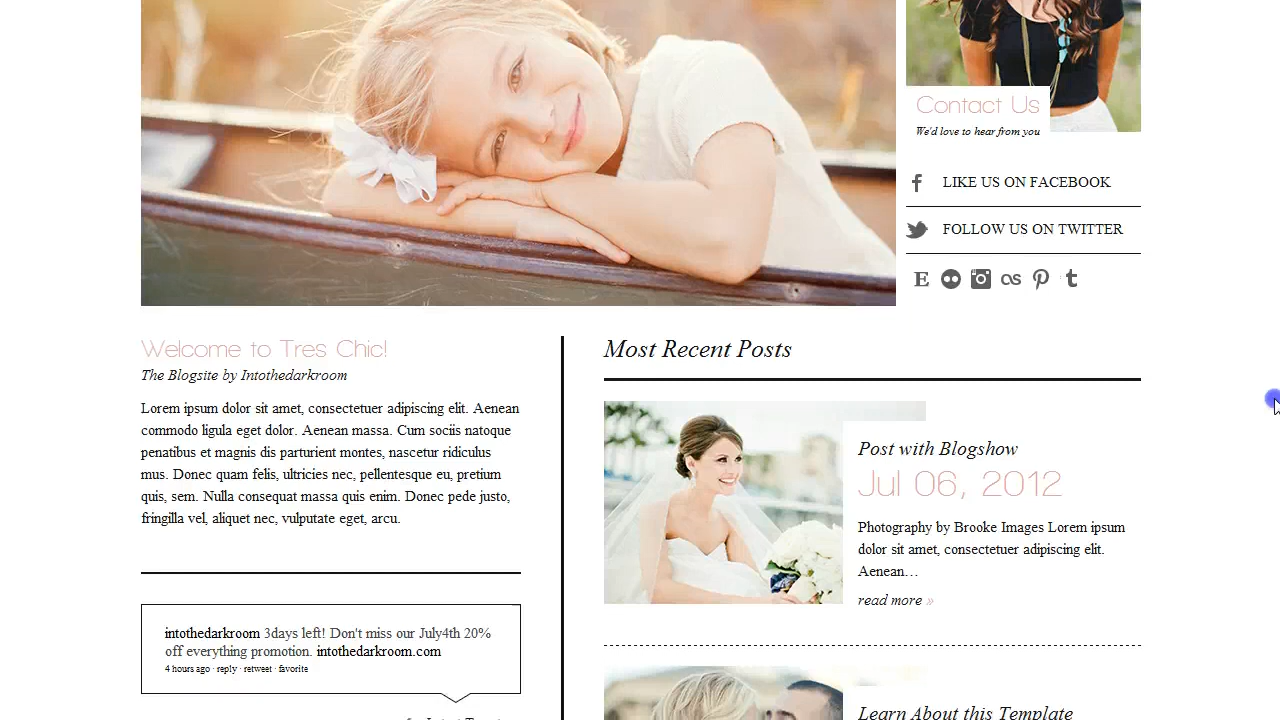 Contact Us
We'd love to hear from you
LIKE US ON FACEBOOK
FOLLOW US ON TWITTER
Welcome to Tres Chic!
The Blogsite by Intothedarkroom
Lorem ipsum dolor sit amet, consectetuer adipiscing elit. Aenean
commodo ligula eget dolor. Aenean massa. Cum sociis natoque
penatibus et magnis dis parturient montes, nascetur ridiculus
mus. Donec quam felis, ultricies nec, pellentesque eu, pretium
quis, sem. Nulla consequat massa quis enim. Donec pede justo,
fringilla vel, aliquet nec, vulputate eget, arcu.
intothedarkroom 3days left! Don't miss our July4th 20%
off everything promotion. intothedarkroom.com
4 hours ago · reply · retweet · favorite
Most Recent Posts
Post with Blogshow
Jul 06, 2012
Photography by Brooke Images Lorem ipsum
dolor sit amet, consectetuer adipiscing elit.
Aenean…
read more »
Learn About this Template